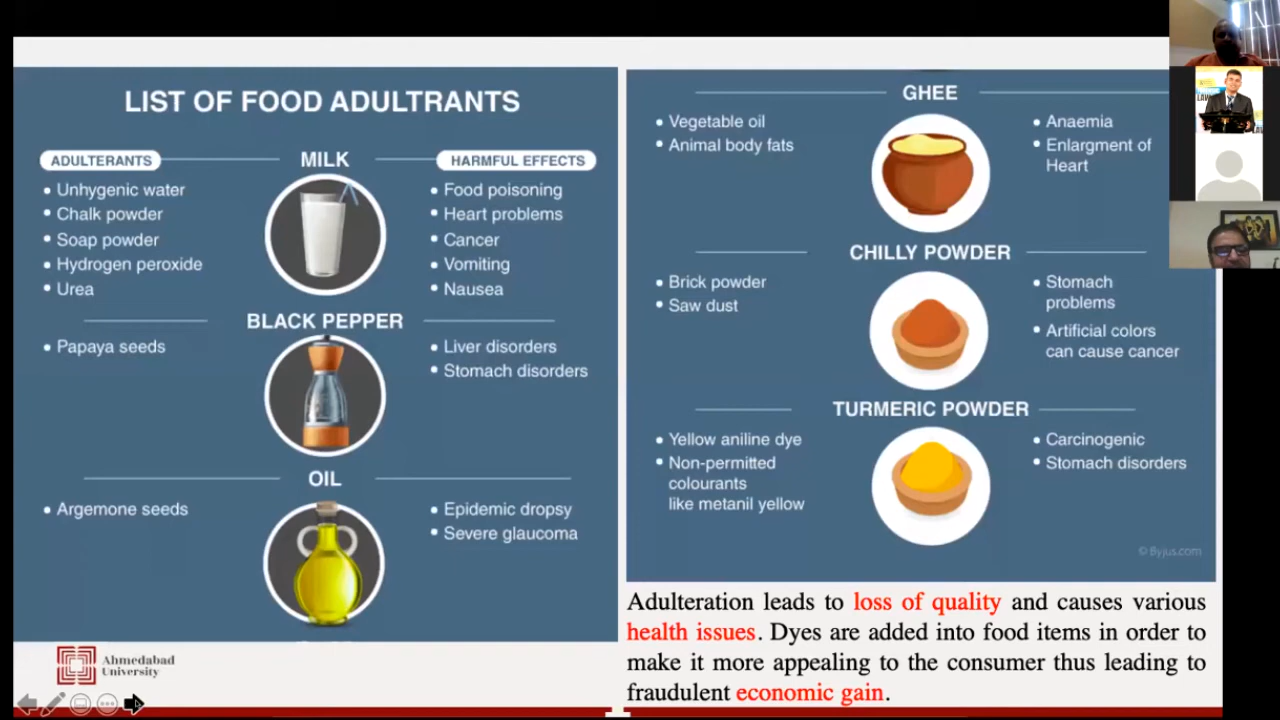 LIST OF FOOD ADULTRANTS
ADULTERANTS
MILK
HARMFUL EFFECTS
• Unhygenic water
• Chalk powder
• Soap powder
• Hydrogen peroxide
• Urea
• Food poisoning
• Heart problems
• Cancer
• Vomiting
• Nausea
BLACK PEPPER
• Papaya seeds
• Liver disorders
• Stomach disorders
OIL
• Argemone seeds
• Epidemic dropsy
• Severe glaucoma
GHEE
• Vegetable oil
• Animal body fats
• Anaemia
• Enlargment of
Heart
CHILLY POWDER
• Brick powder
• Saw dust
• Stomach
problems
• Artificial colors
can cause cancer
TURMERIC POWDER
• Yellow aniline dye
• Non-permitted
colourants
like metanil yellow
• Carcinogenic
• Stomach disorders
© Byjus.com
Adulteration leads to loss of quality and causes various
health issues. Dyes are added into food items in order to
make it more appealing to the consumer thus leading to
fraudulent economic gain.
Ahmedabad
University